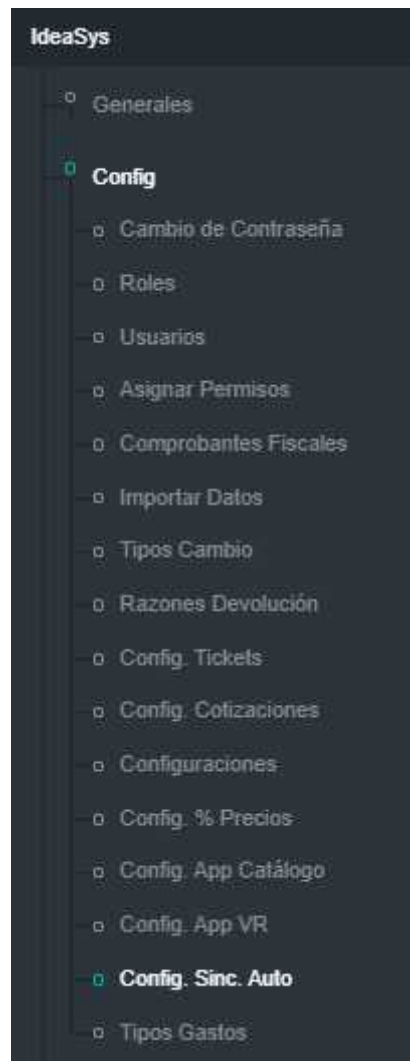 IdeaSys
Generales
Config
Cambio de Contraseña
Roles
Usuarios
Asignar Permisos
Comprobantes Fiscales
Importar Datos
Tipos Cambio
Razones Devolución
Config. Tickets
Config. Cotizaciones
Configuraciones
Config. % Precios
Config. App Catálogo
Config. App VR
Config. Sinc. Auto
Tipos Gastos